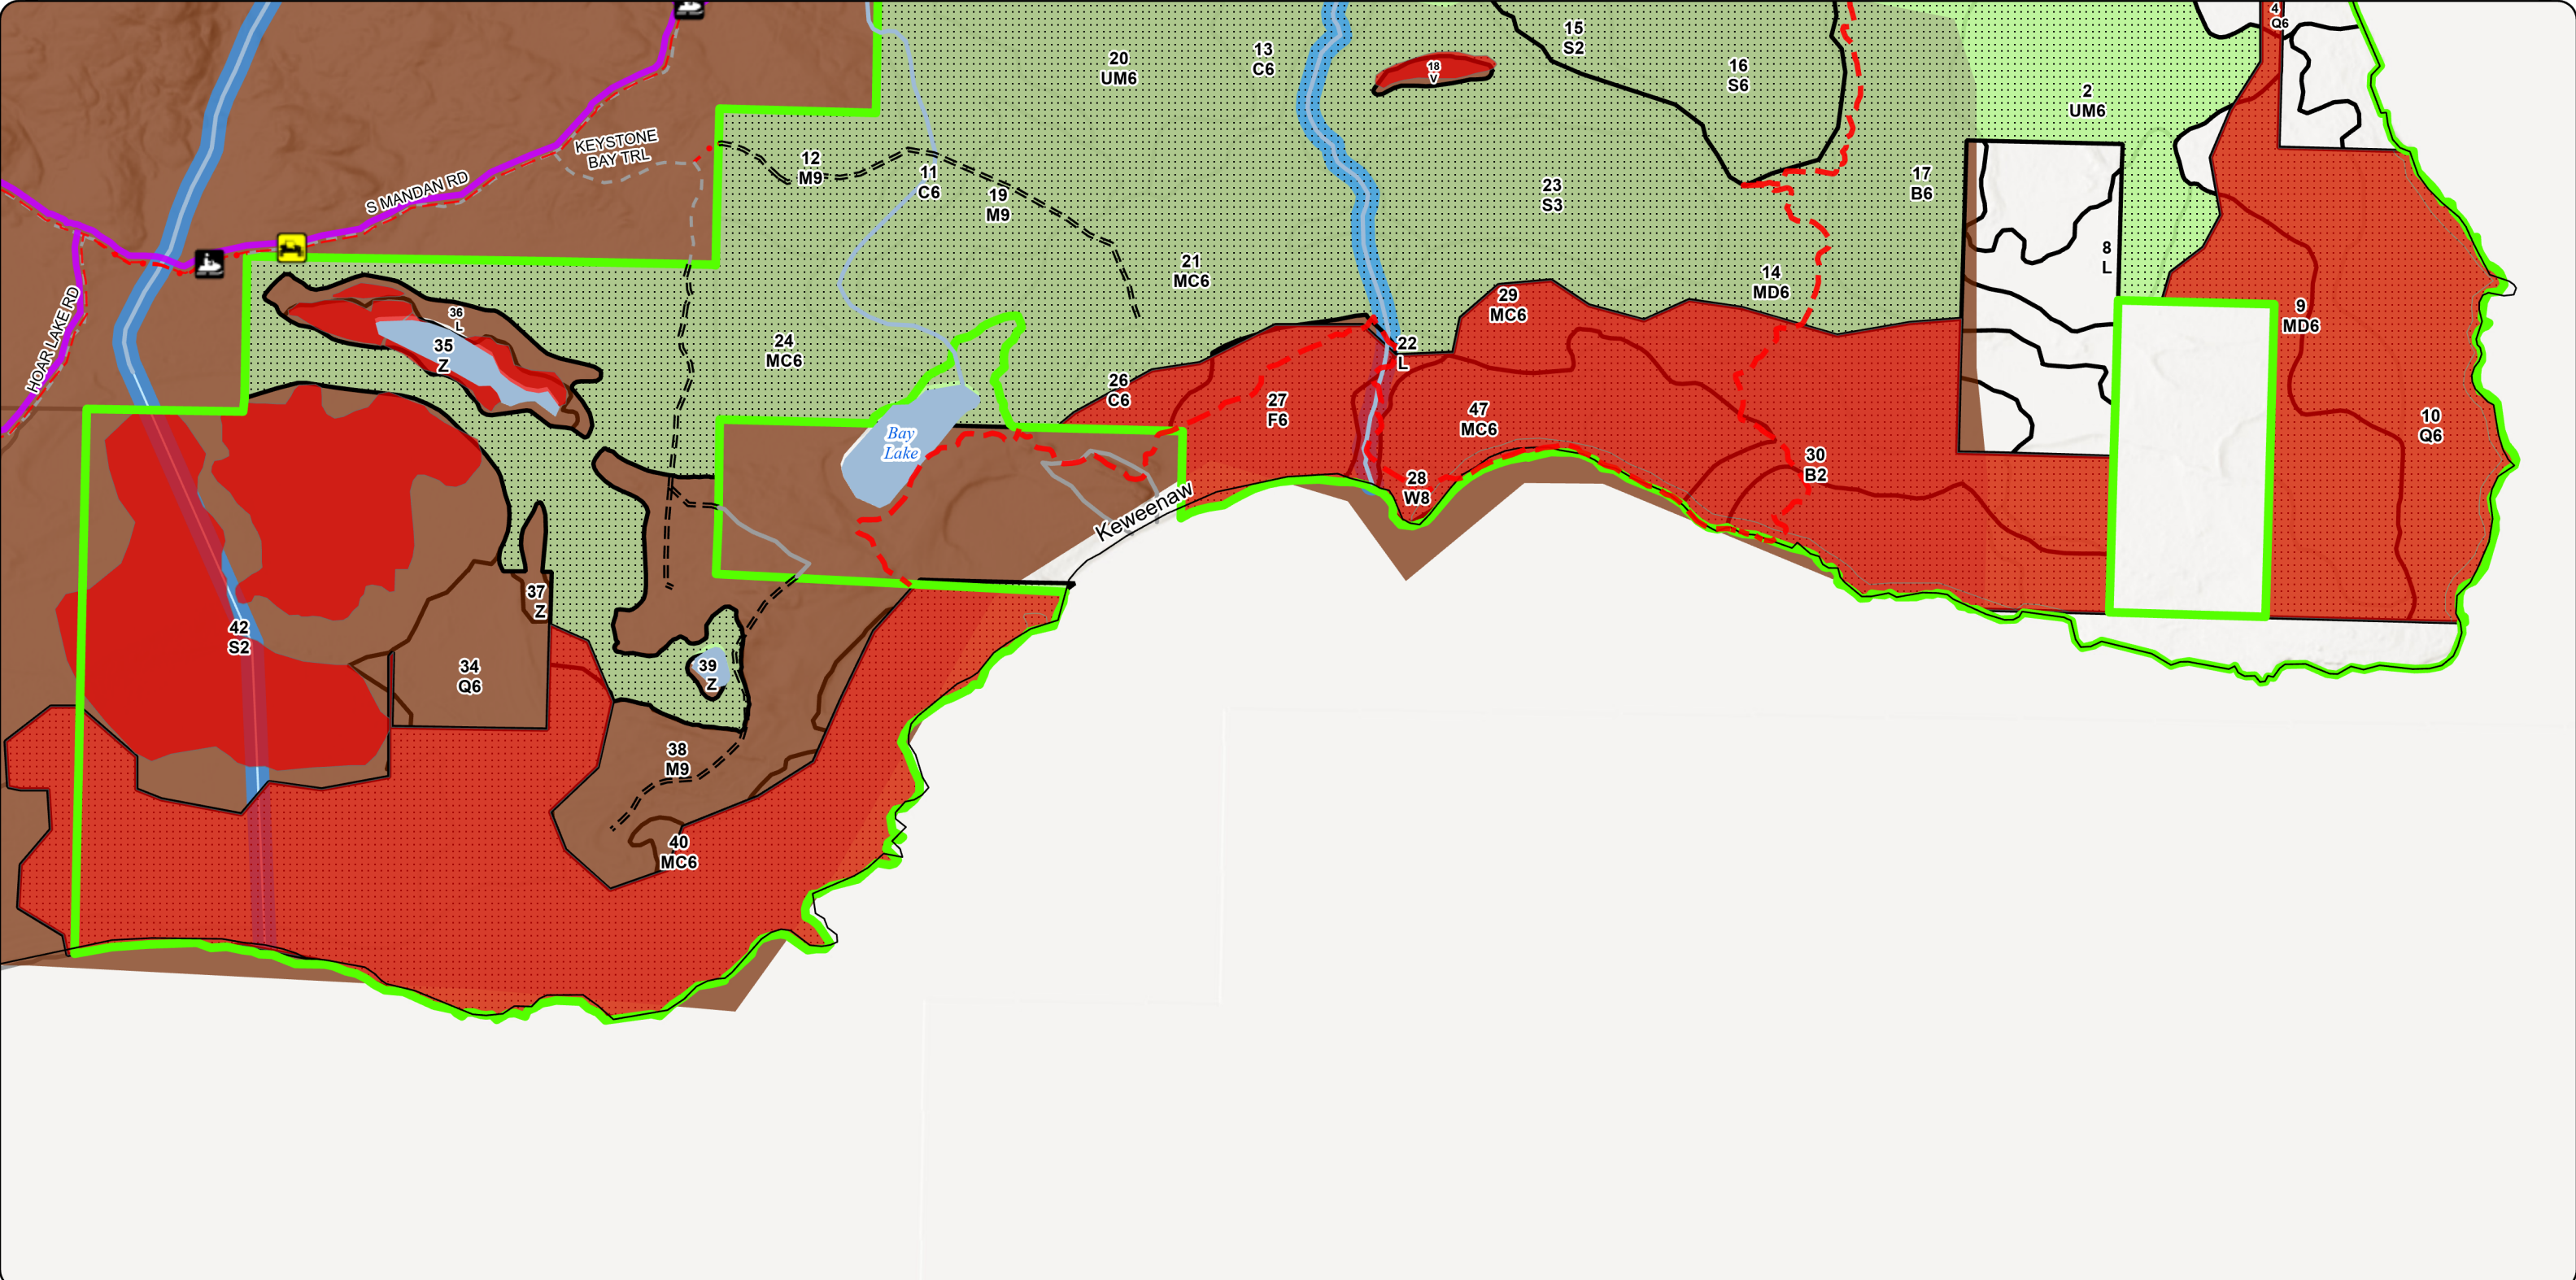 4
Q6
15
S2
20
UM6
13
C6
18
V
16
S6
2
UM6
KEYSTONE
BAY TRL
12
M9
11
C6
19
M9
S MANDAN RD
23
S3
17
B6
8
L
21
MC6
14
MD6
29
MC6
9
MD6
HOAR LAKE RD
36
L
35
Z
24
MC6
22
L
26
C6
27
F6
47
MC6
10
Q6
Bay
Lake
30
B2
28
W8
Keweenaw
37
Z
42
S2
34
Q6
39
Z
38
M9
40
MC6